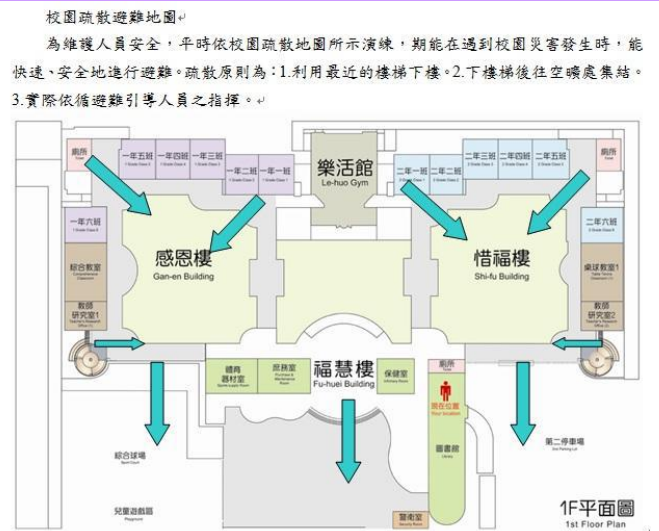 校園疏散避難地圖
為維護人員安全，平時依校園疏散地圖所示演練，期能在遇到校園災害發生時，能
快速、安全地進行避難。疏散原則為：1.利用最近的樓梯下樓。2.下樓梯後往空曠處集結。
3.實際依循避難引導人員之指揮。
廁所
一年五班
一年四班
一年三班
一年二班
一年一班
樂活館
Le-huo Gym
二年一班
二年二班
二年三班
二年四班
二年五班
廁所
一年六班
感恩樓
Gan-en Building
惜福樓
Shi-fu Building
二年六班
綜合教室
桌球教室1
教師
研究室1
教師
研究室2
體育
器材室
庶務室
福慧樓
Fu-huei Building
保健室
廁所
現在位置
Your location
圖書館
Library
綜合球場
第二停車場
兒童遊戲區
Playground
警衛室
1F平面圖
1st Floor Plan